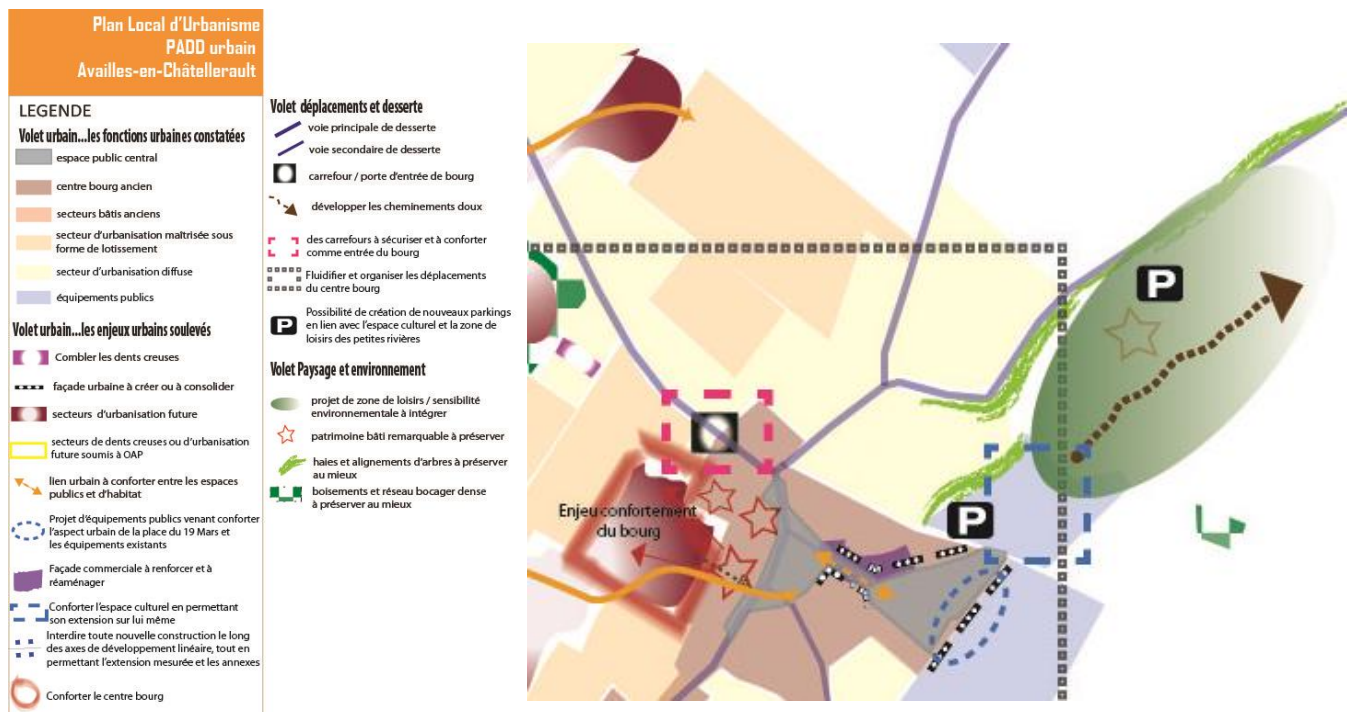 Plan Local d'Urbanisme
PADD urbain
Availles-en-Châtellerault
LEGENDE
Volet urbain...les fonctions urbaines constatées
espace public central
centre bourg ancien
secteurs bâtis anciens
secteur d'urbanisation maîtrisée sous
forme de lotissement
secteur d'urbanisation diffuse
équipements publics
Volet urbain...les enjeux urbains soulevés
Combler les dents creuses
façade urbaine à créer ou à consolider
secteurs d'urbanisation future
secteurs de dents creuses ou d'urbanisation
future soumis à OAP
lien urbain à conforter entre les espaces
publics et d'habitat
Projet d'équipements publics venant conforter
l'aspect urbain de la place du 19 Mars et
les équipements existants
Façade commerciale à renforcer et à
réaménager
Conforter l'espace culturel en permettant
son extension sur lui même
Interdire toute nouvelle construction le long
des axes de développement linéaire, tout en
permettant l'extension mesurée et les annexes
Conforter le centre bourg
Volet déplacements et desserte
voie principale de desserte
voie secondaire de desserte
carrefour / porte d'entrée de bourg
développer les cheminements doux
des carrefours à sécuriser et à conforter
comme entrée du bourg
Fluidifier et organiser les déplacements
du centre bourg
P
Possibilité de création de nouveaux parkings
en lien avec l'espace culturel et la zone de
loisirs des petites rivières
Volet Paysage et environnement
projet de zone de loisirs / sensibilité
environnementale à intégrer
patrimoine bâti remarquable à préserver
haies et alignements d'arbres à préserver
au mieux
boisements et réseau bocager dense
à préserver au mieux
P
P
Enjeu confortement
du bourg